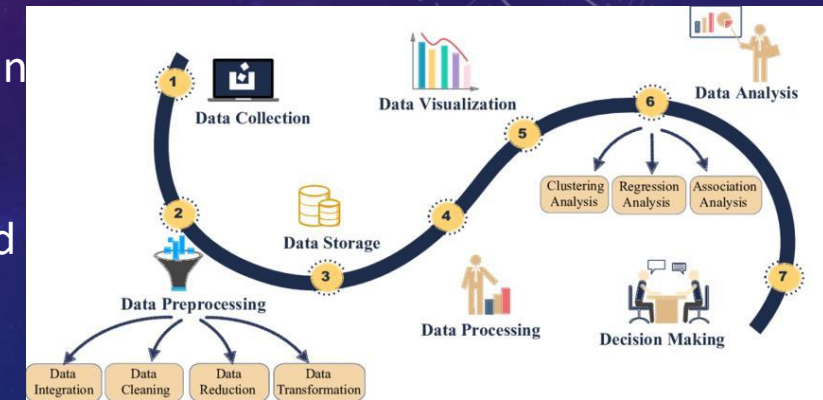 n
d
1
Data Collection
2
Data Preprocessing
Data
Integration
Data
Cleaning
Data
Reduction
Data
Transformation
3
Data Storage
4
Data Processing
5
Data Visualization
6
Data Analysis
Clustering
Analysis
Regression
Analysis
Association
Analysis
7
Decision Making